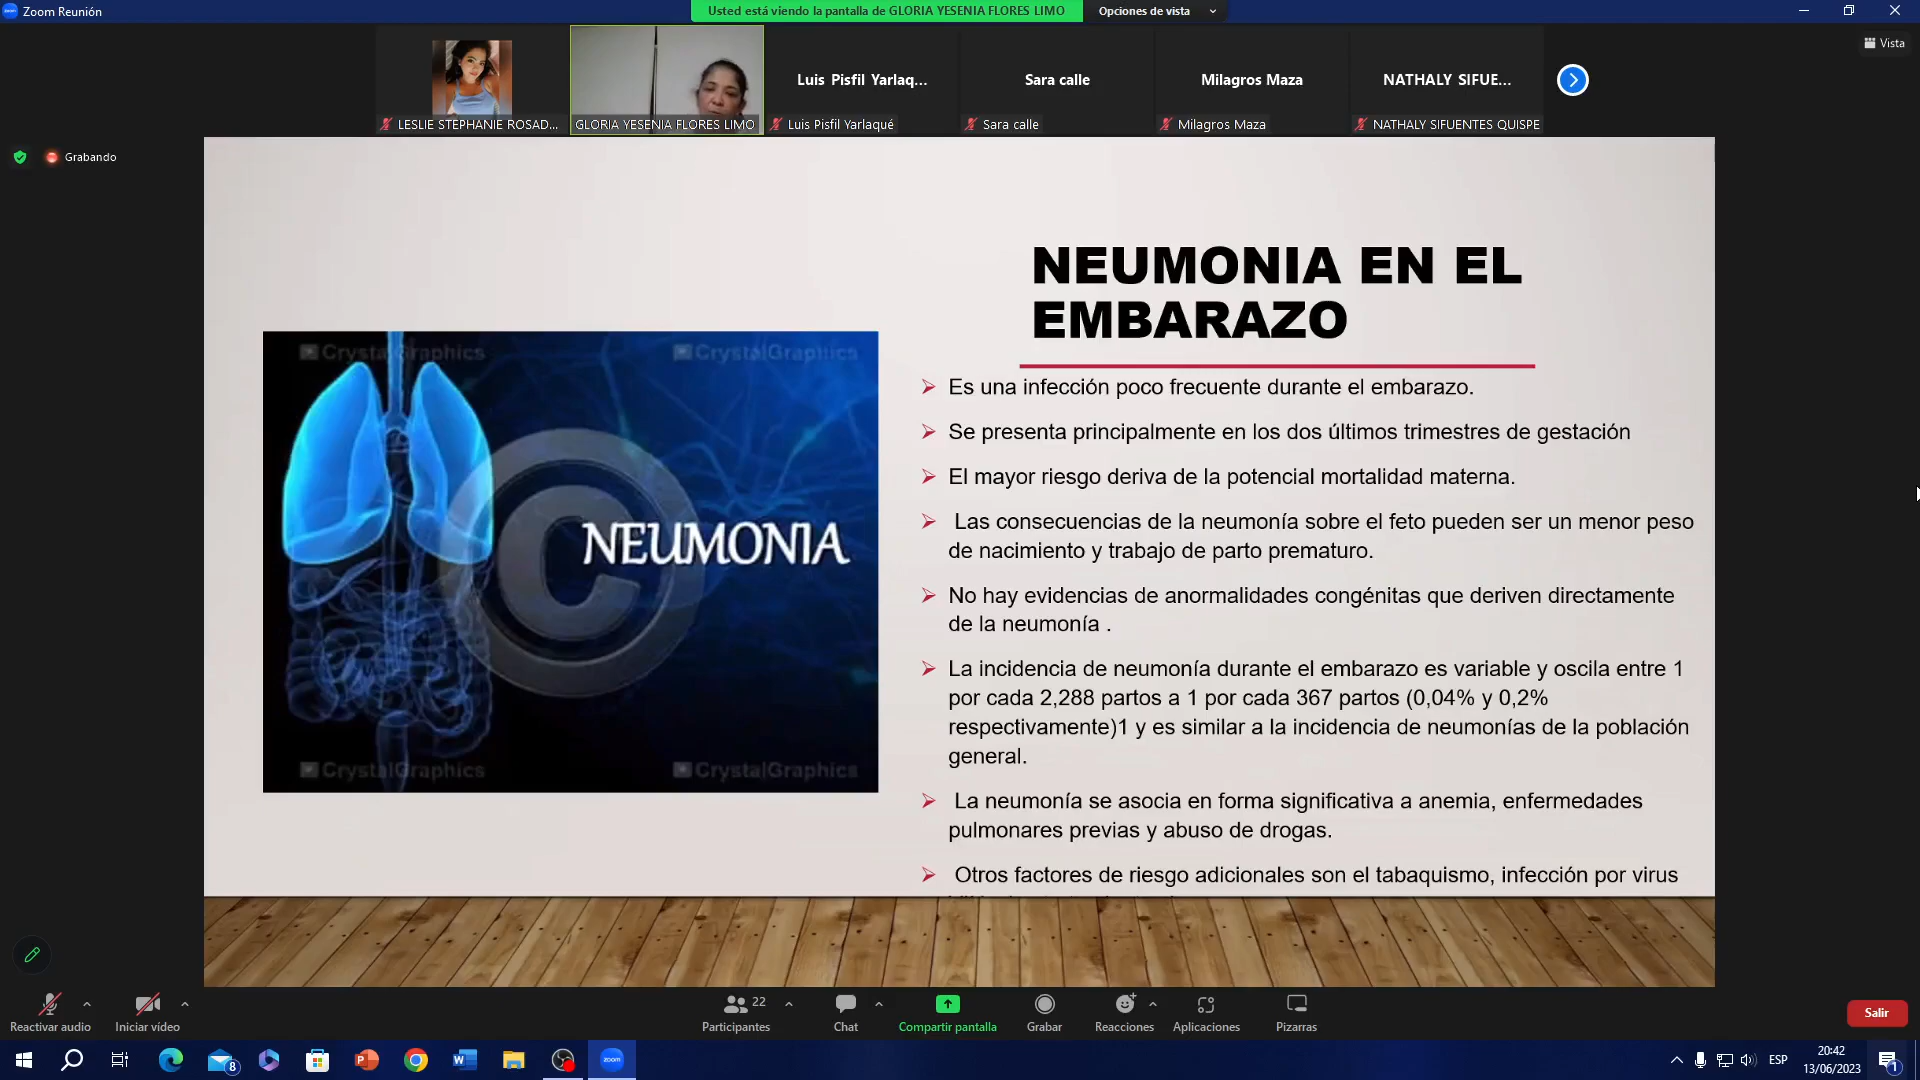 Zoom Reunión
Usted está viendo la pantalla de GLORIA YESENIA FLORES LIMO
Opciones de vista
Vista
LESLIE STEPHANIE ROSAD...
GLORIA YESENIA FLORES LIMO
Luis Pisfil Yarlaq...
Luis Pisfil Yarlaqué
Sara calle
Sara calle
Milagros Maza
Milagros Maza
NATHALY SIFUE...
NATHALY SIFUENTES QUISPE
Grabando
NEUMONIA EN EL
EMBARAZO
CrystalGraphics
CrystalGraphics
C
NEUMONIA
CrystalGraphics
CrystalGraphics
Es una infección poco frecuente durante el embarazo.
Se presenta principalmente en los dos últimos trimestres de gestación
El mayor riesgo deriva de la potencial mortalidad materna.
Las consecuencias de la neumonía sobre el feto pueden ser un menor peso
de nacimiento y trabajo de parto prematuro.
No hay evidencias de anormalidades congénitas que deriven directamente
de la neumonía .
La incidencia de neumonía durante el embarazo es variable y oscila entre 1
por cada 2,288 partos a 1 por cada 367 partos (0,04% y 0,2%
respectivamente)1 y es similar a la incidencia de neumonías de la población
general.
La neumonía se asocia en forma significativa a anemia, enfermedades
pulmonares previas y abuso de drogas.
Otros factores de riesgo adicionales son el tabaquismo, infección por virus
Reactivar audio
Iniciar vídeo
22
Participantes
Chat
Compartir pantalla
Grabar
Reacciones
Aplicaciones
Pizarras
Salir
8
zoom
ESP
20:42
13/06/2023
1